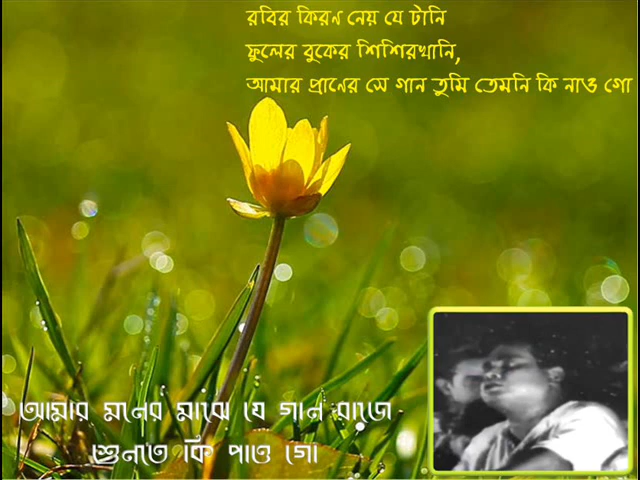 রবির কিরণ নেয় যে টানি
ফুলের বুকের শিশিরখানি,
আমার প্রাণের সে গান তুমি তেমনি কি নাও গো
আমার মনের মাঝে যে গান বাজে
শুনতে কি পাও গো